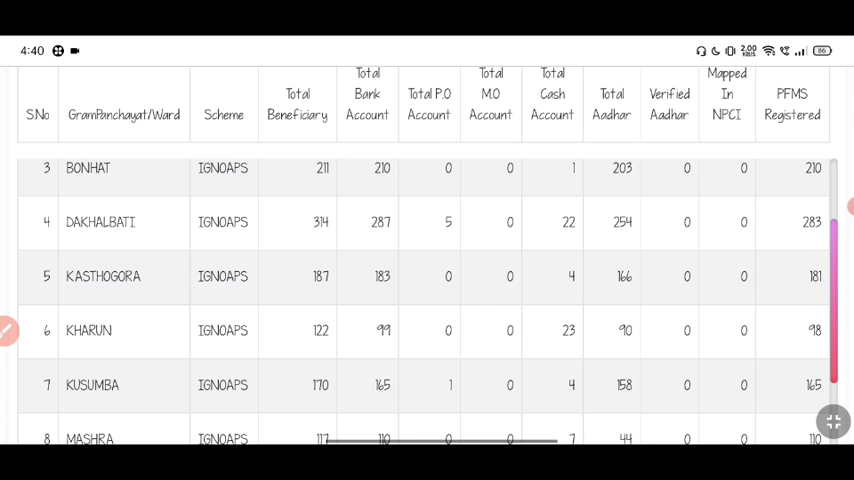 4:40 2.00 KB/S 86
S.No GramPanchayat/Ward Scheme Total Beneficiary Total Bank Account Total P.O Account Total M.O Account Total Cash Account Total Aadhar Verified Aadhar Mapped In NPCI PFMS Registered
3 BONHAT IGNOAPS 211 210 0 0 1 203 0 0 210
4 DAKHALBATI IGNOAPS 314 287 5 0 22 254 0 0 283
5 KASTHOGORA IGNOAPS 187 183 0 0 4 166 0 0 181
6 KHARUN IGNOAPS 122 99 0 0 23 90 0 0 98
7 KUSUMBA IGNOAPS 170 165 1 0 4 158 0 0 165
8 MASHRA IGNOAPS 117 110 0 0 7 44 0 0 110